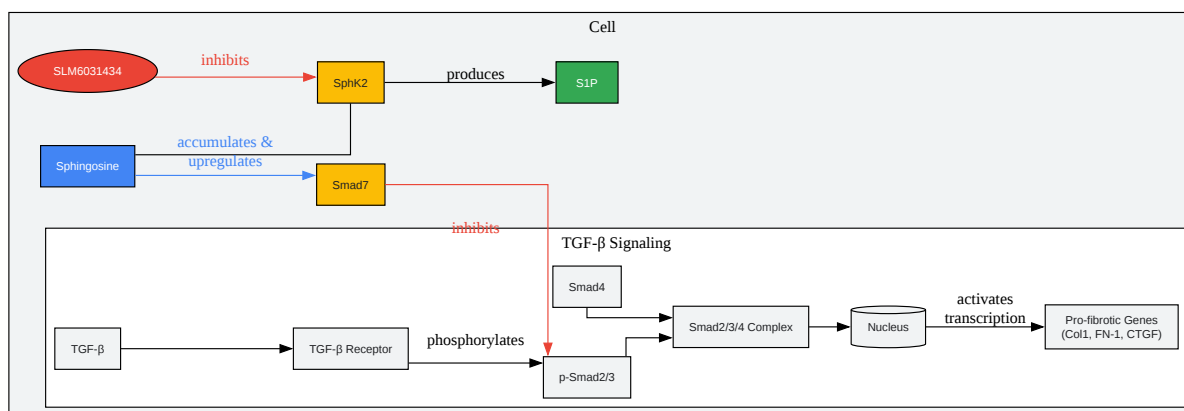 Cell
SLM6031434
inhibits
SphK2
produces
S1P
Sphingosine
accumulates &
upregulates
Smad7
inhibits
TGF-β Signaling
Smad4
TGF-β
TGF-β Receptor
phosphorylates
p-Smad2/3
Smad2/3/4 Complex
Nucleus
activates
transcription
Pro-fibrotic Genes
(Col1, FN-1, CTGF)